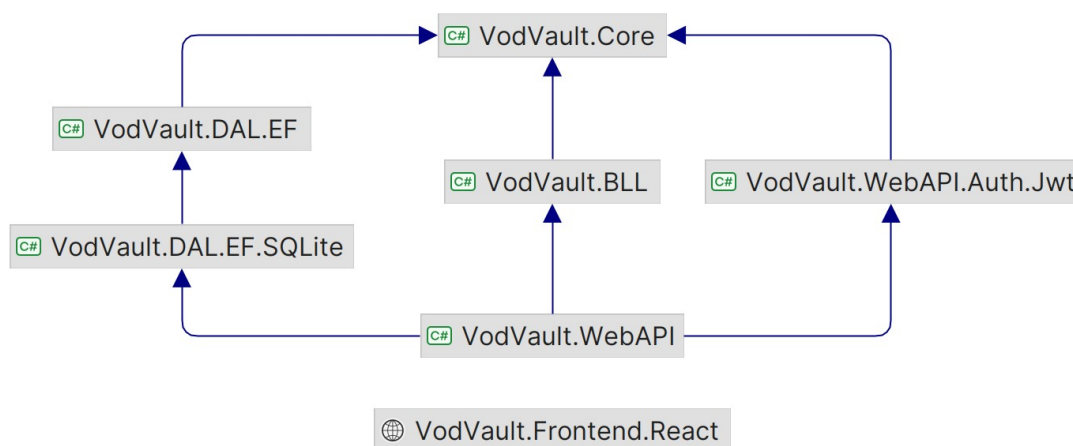 C# VodVault.Core
C# VodVault.DAL.EF
C# VodVault.BLL
C# VodVault.WebAPI.Auth.Jwt
C# VodVault.DAL.EF.SQLite
C# VodVault.WebAPI
VodVault.Frontend.React